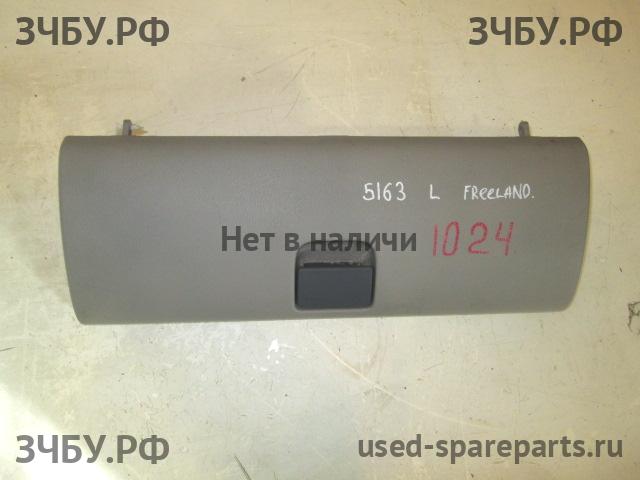 ЗЧБУ.РФ ЗЧБУ.РФ
5163 L FREELAND.
Нет в наличи 1024
ЗЧБУ.РФ used-spareparts.ru